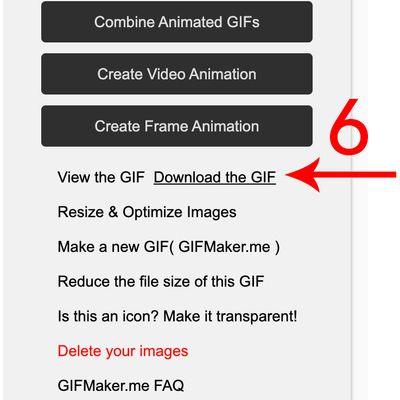 Combine Animated GIFs
Create Video Animation
Create Frame Animation
6
View the GIF Download the GIF
Resize & Optimize Images
Make a new GIF( GIFMaker.me )
Reduce the file size of this GIF
Is this an icon? Make it transparent!
Delete your images
GIFMaker.me FAQ